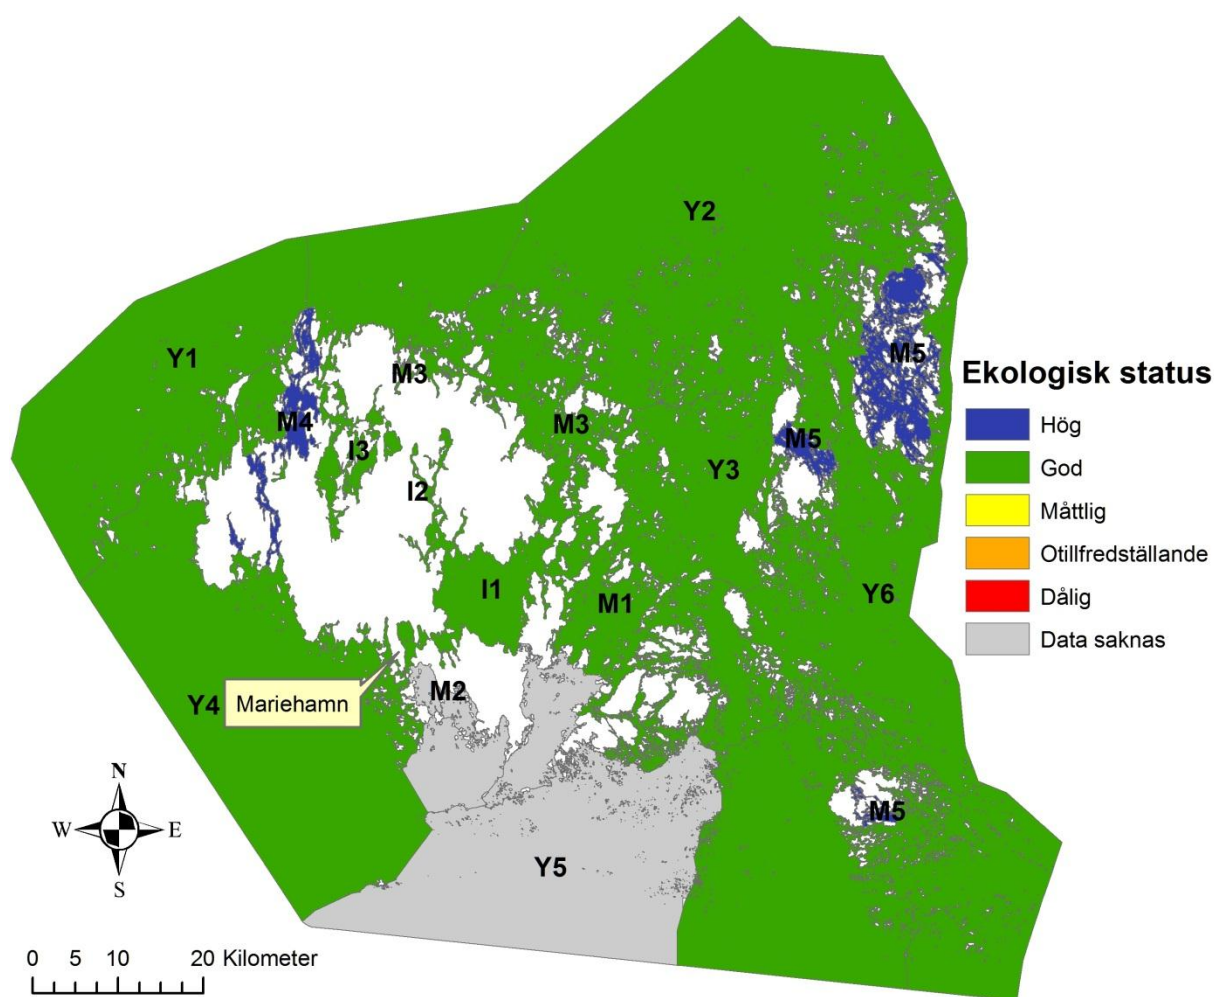 Y2
Y1
M3
M5
Ekologisk status
Hög
God
Måttlig
Otillfredställande
Dålig
Data saknas
M4
M3
M5
I3
Y3
I2
I1
M1
Y6
M2
Y4
Mariehamn
N
W
E
S
M5
Y5
0 5 10 20 Kilometer